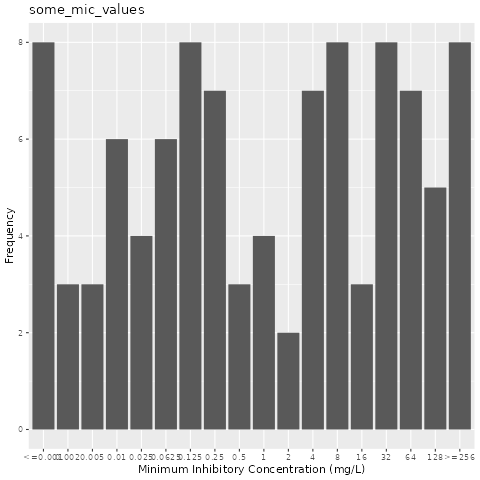 some_mic_values
Frequency
8
6
4
2
0
<=0.001 0.002 0.005 0.01 0.025 0.0625 0.125 0.25 0.5 1 2 4 8 16 32 64 128 >=256
Minimum Inhibitory Concentration (mg/L)